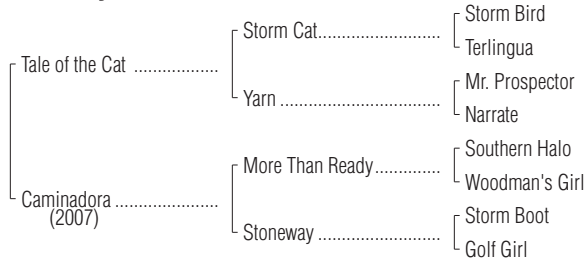 Storm Bird
Storm Cat..................
Terlingua
Tale of the Cat ..................
Mr. Prospector
Yarn ..............................
Narrate
Southern Halo
More Than Ready..............
Woodman's Girl
Caminadora ......................
(2007)
Storm Boot
Stoneway .......................
Golf Girl